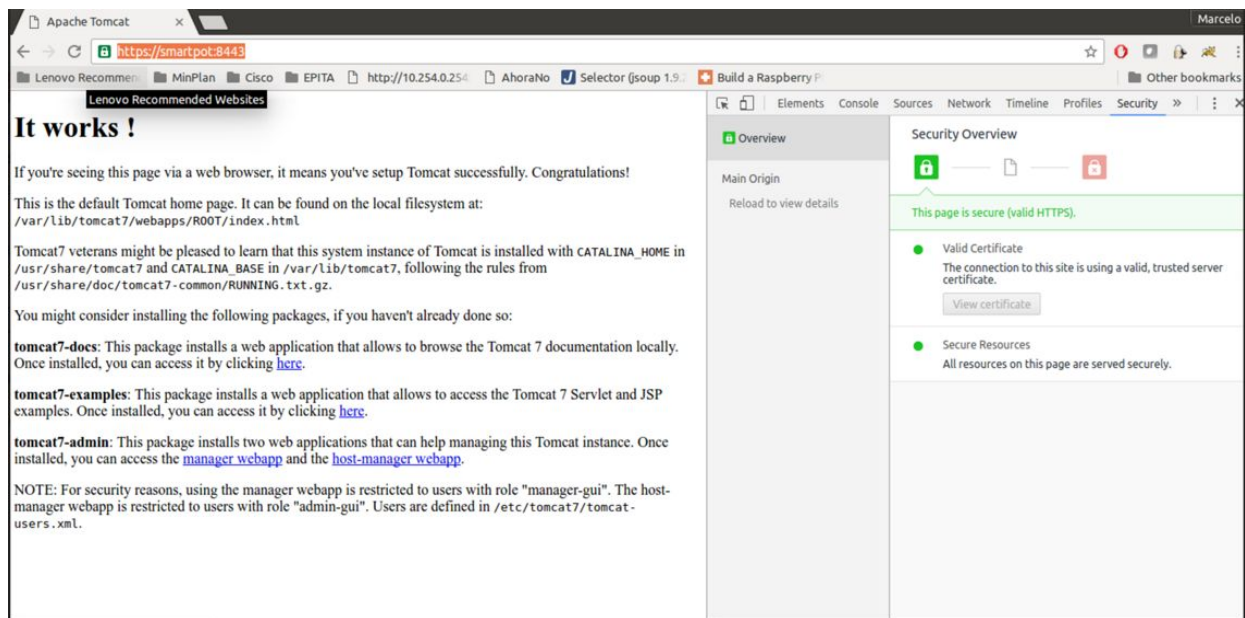 Apache Tomcat
Marcelo
https://smartpot:8443
Lenovo Recommen
MinPlan
Cisco
EPITA
http://10.254.0.254
AhoraNo
Selector (jsoup 1.9.
Build a Raspberry P
Other bookmarks
Lenovo Recommended Websites
It works !
If you're seeing this page via a web browser, it means you've setup Tomcat successfully. Congratulations!
This is the default Tomcat home page. It can be found on the local filesystem at:
/var/lib/tomcat7/webapps/ROOT/index.html
Tomcat7 veterans might be pleased to learn that this system instance of Tomcat is installed with CATALINA_HOME in
/usr/share/tomcat7 and CATALINA_BASE in /var/lib/tomcat7, following the rules from
/usr/share/doc/tomcat7-common/RUNNING.txt.gz.
You might consider installing the following packages, if you haven't already done so:
tomcat7-docs: This package installs a web application that allows to browse the Tomcat 7 documentation locally.
Once installed, you can access it by clicking here.
tomcat7-examples: This package installs a web application that allows to access the Tomcat 7 Servlet and JSP
examples. Once installed, you can access it by clicking here.
tomcat7-admin: This package installs two web applications that can help managing this Tomcat instance. Once
installed, you can access the manager webapp and the host-manager webapp.
NOTE: For security reasons, using the manager webapp is restricted to users with role "manager-gui". The host-
manager webapp is restricted to users with role "admin-gui". Users are defined in /etc/tomcat7/tomcat-
users.xml.
Elements Console Sources Network Timeline Profiles Security »
Overview
Main Origin
Reload to view details
Security Overview
This page is secure (valid HTTPS).
Valid Certificate
The connection to this site is using a valid, trusted server
certificate.
View certificate
Secure Resources
All resources on this page are served securely.